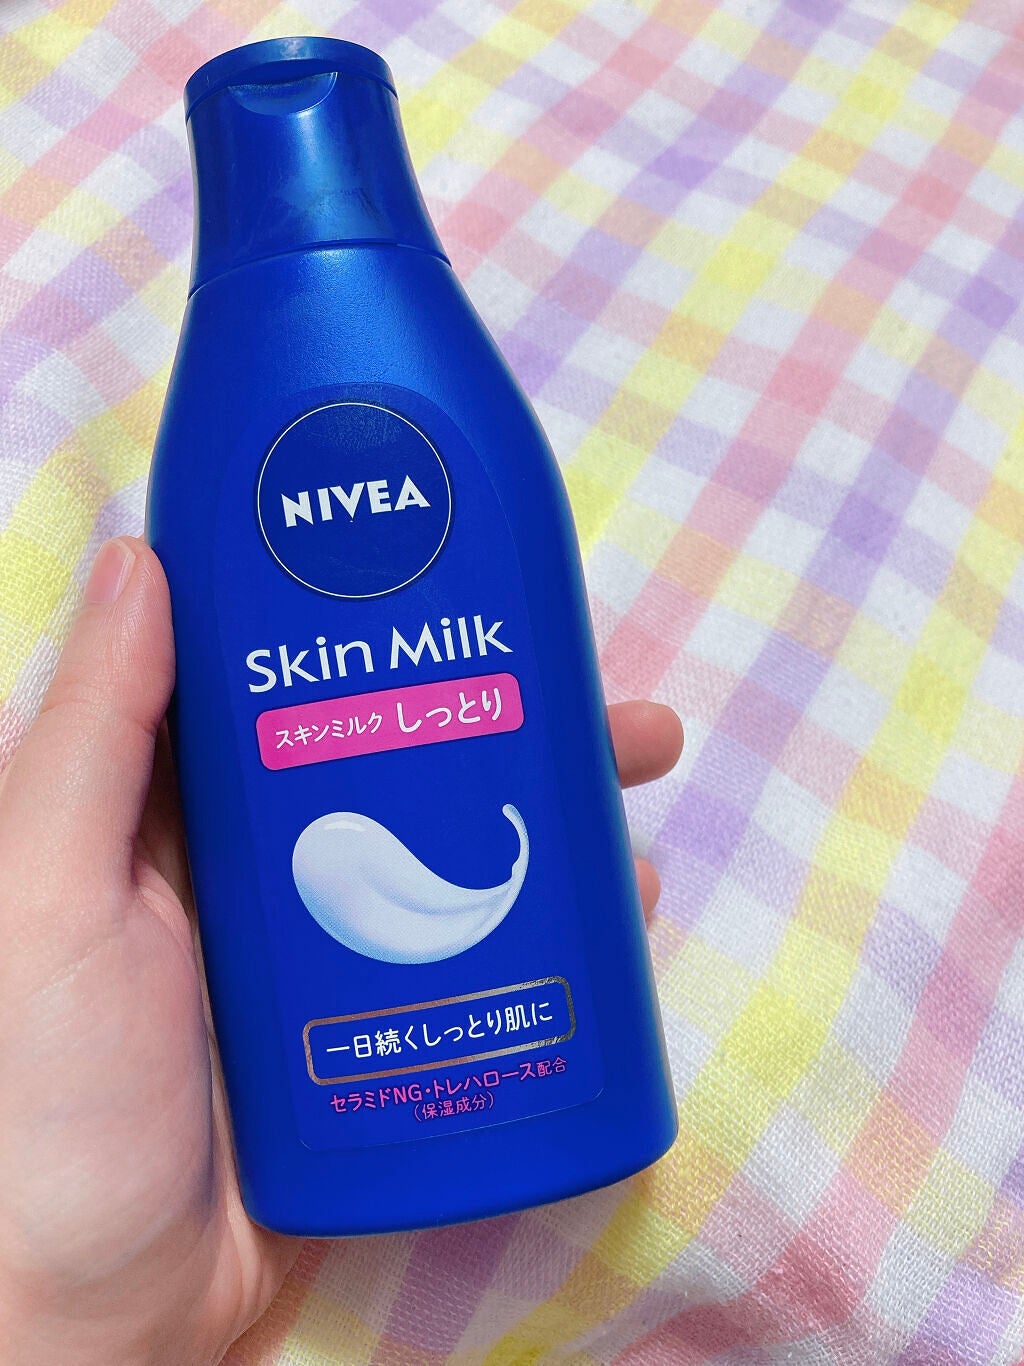 NIVEA
Skin Milk
スキンミルク しっとり
一日続くしっとり肌に
セラミドNG・トレハロース配合
(保湿成分)